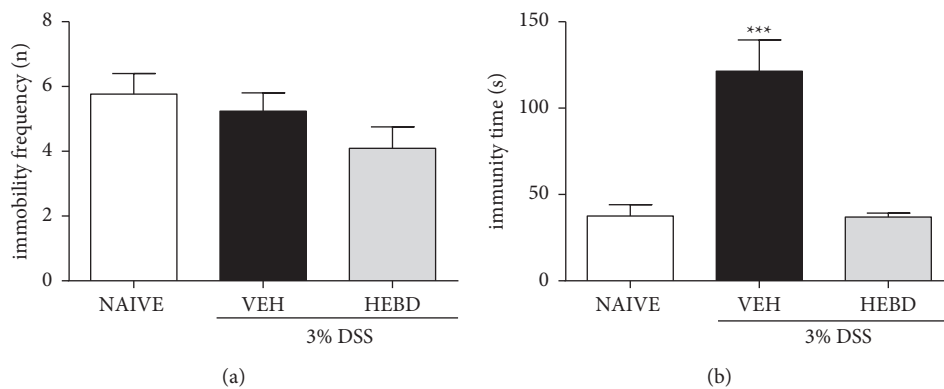 8
6
4
2
0
immobility frequency (n)
NAIVE VEH HEBD
3% DSS
(a)
150
100
50
0
immunity time (s)
***
NAIVE VEH HEBD
3% DSS
(b)